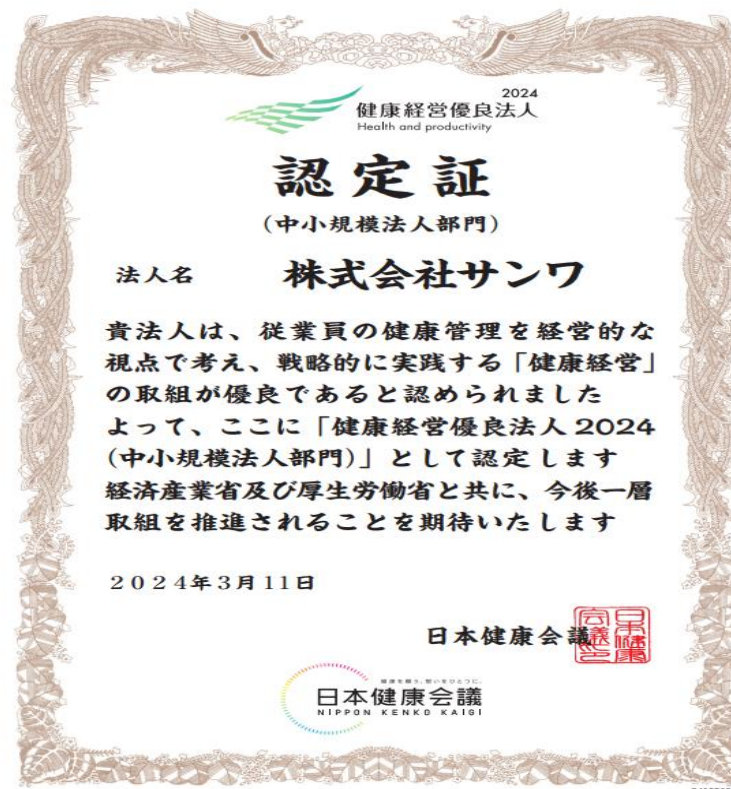 2024
健康経営優良法人
Health and productivity
認定証
(中小規模法人部門)
法人名　株式会社サンワ
貴法人は、従業員の健康管理を経営的な
視点で考え、戦略的に実践する「健康経営」
の取組が優良であると認められました
よって、ここに「健康経営優良法人2024
(中小規模法人部門)」として認定します
経済産業省及び厚生労働省と共に、今後一層
取組を推進されることを期待いたします
2024年3月11日
日本健康会議
日本健康会議印
日本健康会議
NIPPON KENKO KAIGI